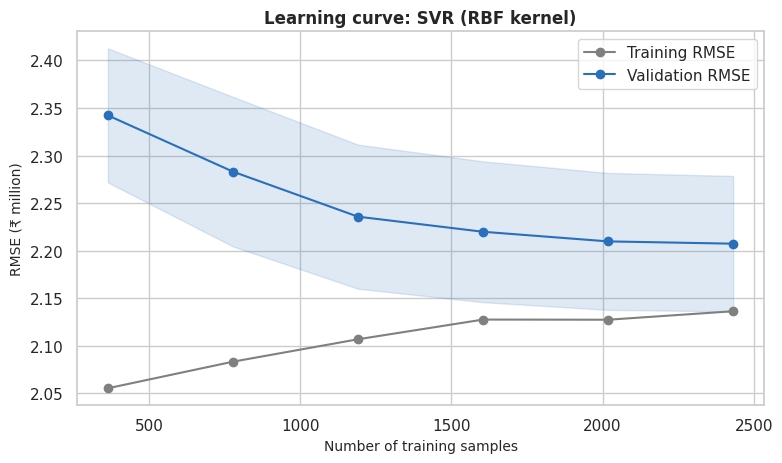 Learning curve: SVR (RBF kernel)
Training RMSE
Validation RMSE
2.40
2.35
2.30
2.25
2.20
2.15
2.10
2.05
RMSE (₹ million)
500
1000
1500
2000
2500
Number of training samples